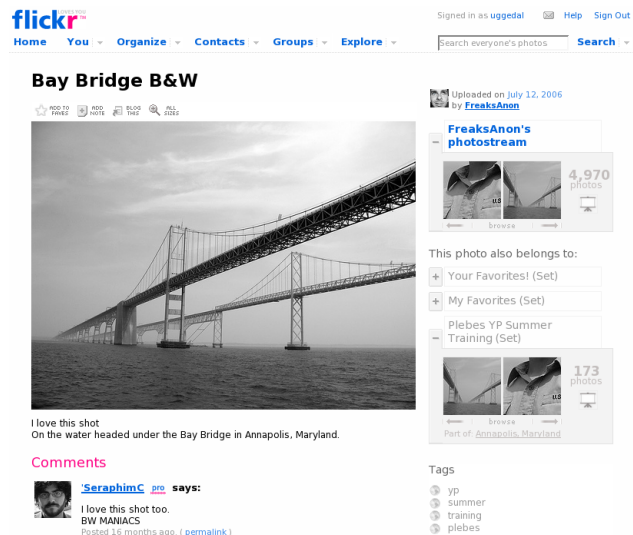 flickr
LOVES YOU
TM
Signed in as uggedal
Help
Sign Out
Home
You
Organize
Contacts
Groups
Explore
Search everyone's photos
Search
Bay Bridge B&W
ADD TO FAVES
ADD NOTE
BLOG THIS
ALL SIZES
I love this shot
On the water headed under the Bay Bridge in Annapolis, Maryland.
Comments
'SeraphimC pro says:
I love this shot too.
BW MANIACS
Posted 16 months ago. ( permalink )
Uploaded on July 12, 2006
by FreaksAnon
FreaksAnon's
photostream
4,970
photos
browse
This photo also belongs to:
Your Favorites! (Set)
My Favorites (Set)
Plebes YP Summer
Training (Set)
173
photos
browse
Part of: Annapolis, Maryland
Tags
yp
summer
training
plebes